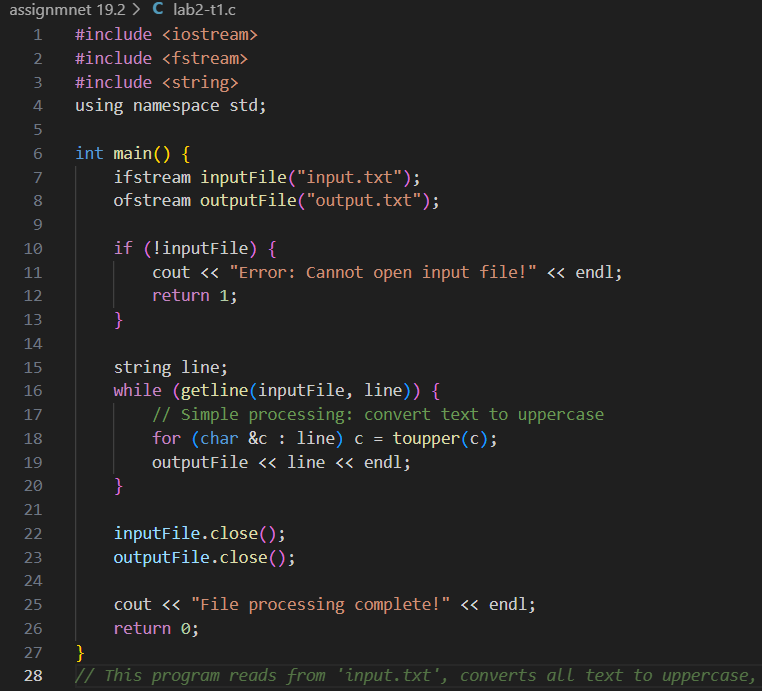 assignmnet 19.2 > C lab2-t1.c
1 #include <iostream>
2 #include <fstream>
3 #include <string>
4 using namespace std;
5
6 int main() {
7 ifstream inputFile("input.txt");
8 ofstream outputFile("output.txt");
9
10 if (!inputFile) {
11 cout << "Error: Cannot open input file!" << endl;
12 return 1;
13 }
14
15 string line;
16 while (getline(inputFile, line)) {
17 // Simple processing: convert text to uppercase
18 for (char &c : line) c = toupper(c);
19 outputFile << line << endl;
20 }
21
22 inputFile.close();
23 outputFile.close();
24
25 cout << "File processing complete!" << endl;
26 return 0;
27 }
28 // This program reads from 'input.txt', converts all text to uppercase,